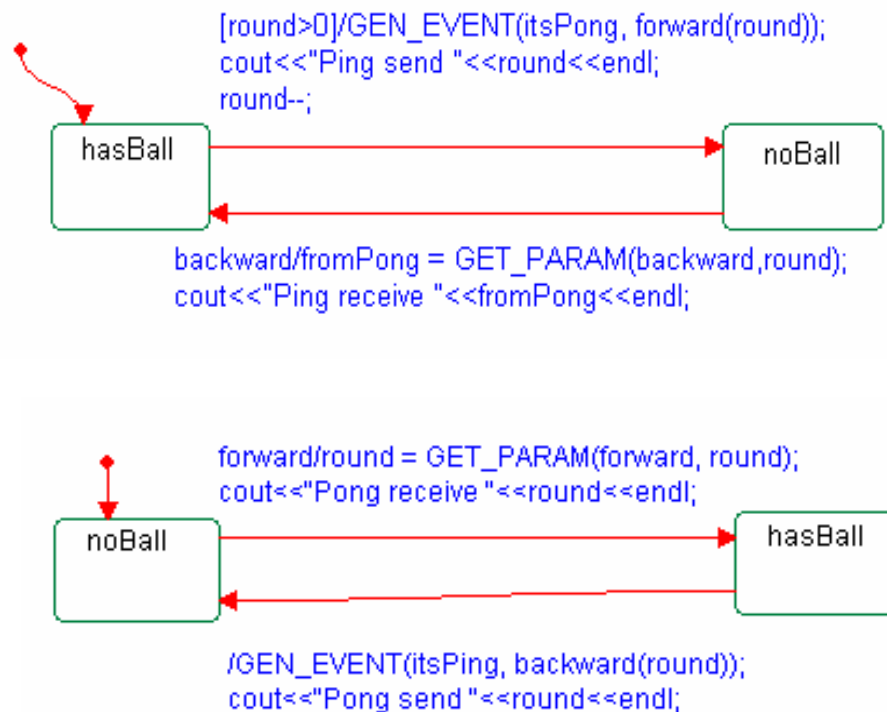 [round>0]/GEN_EVENT(itsPong, forward(round));
cout<<"Ping send "<<round<<endl;
round--;
hasBall
noBall
backward/fromPong = GET_PARAM(backward,round);
cout<<"Ping receive "<<fromPong<<endl;
forward/round = GET_PARAM(forward, round);
cout<<"Pong receive "<<round<<endl;
noBall
hasBall
/GEN_EVENT(itsPing, backward(round));
cout<<"Pong send "<<round<<endl;